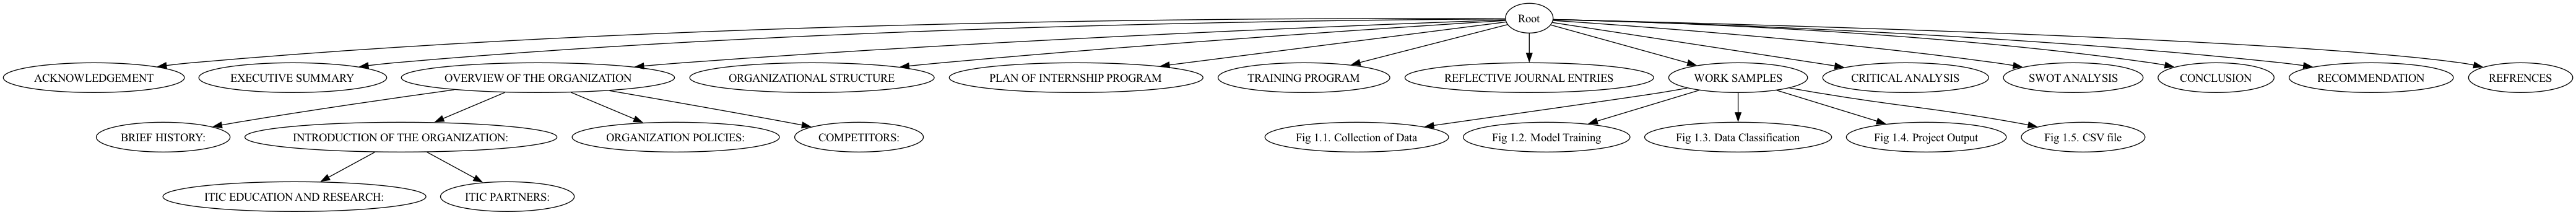 Root
ACKNOWLEDGEMENT
EXECUTIVE SUMMARY
OVERVIEW OF THE ORGANIZATION
ORGANIZATIONAL STRUCTURE
PLAN OF INTERNSHIP PROGRAM
TRAINING PROGRAM
REFLECTIVE JOURNAL ENTRIES
WORK SAMPLES
CRITICAL ANALYSIS
SWOT ANALYSIS
CONCLUSION
RECOMMENDATION
REFRENCES
BRIEF HISTORY:
INTRODUCTION OF THE ORGANIZATION:
ORGANIZATION POLICIES:
COMPETITORS:
Fig 1.1. Collection of Data
Fig 1.2. Model Training
Fig 1.3. Data Classification
Fig 1.4. Project Output
Fig 1.5. CSV file
ITIC EDUCATION AND RESEARCH:
ITIC PARTNERS: